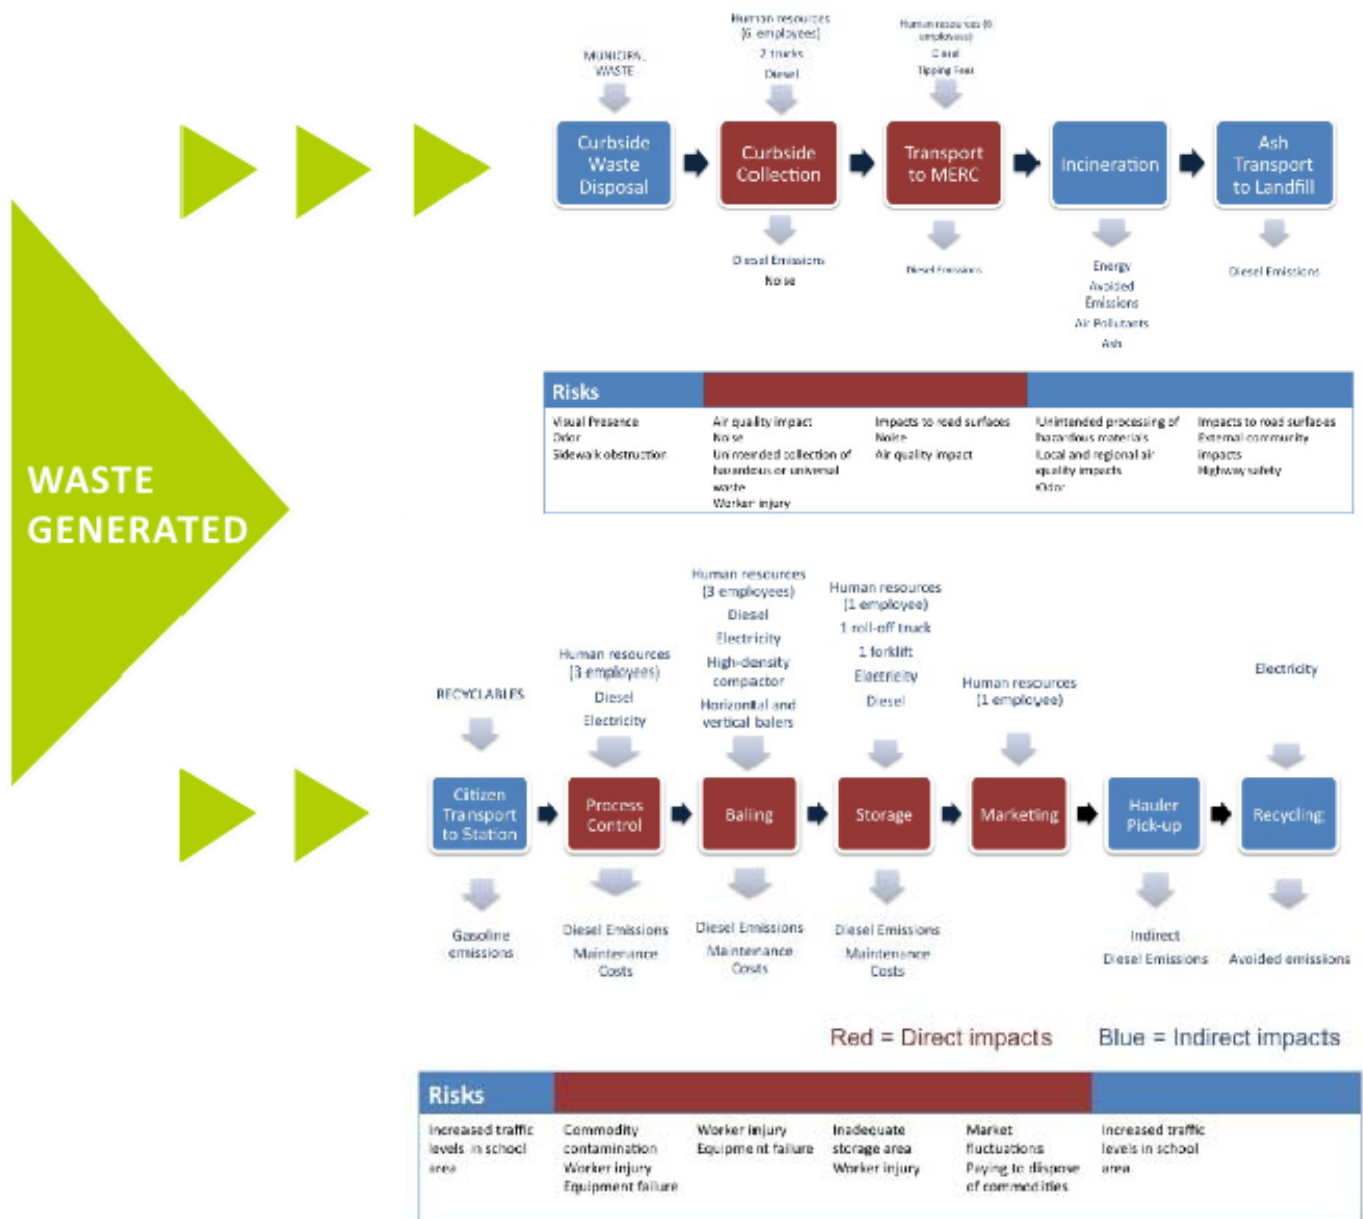 WASTE
GENERATED
MUNICIPAL
WASTE
Human resources
(6 employees)
2 trucks
Diesel
Human resources (6
employees)
Diesel
Tipping Fees
Curbside
Waste
Disposal
Curbside
Collection
Transport
to MERC
Incineration
Ash
Transport
to Landfill
Diesel Emissions
Noise
Diesel Emissions
Energy
Avoided
Emissions
Air Pollutants
Ash
Diesel Emissions
Risks
Visual Presence
Odor
Sidewalk obstruction
Air quality impact
Noise
Unintended collection of
hazardous or universal
waste
Worker injury
Impacts to road surfaces
Noise
Air quality impact
Unintended processing of
hazardous materials
Local and regional air
quality impacts
Odor
Impacts to road surfaces
External community
impacts
Highway safety
RECYCLABLES
Human resources
(3 employees)
Diesel
Electricity
Human resources
(3 employees)
Diesel
Electricity
High-density
compactor
Horizontal and
vertical balers
Human resources
(1 employee)
1 roll-off truck
1 forklift
Electricity
Diesel
Human resources
(1 employee)
Electricity
Citizen
Transport
to Station
Process
Control
Baling
Storage
Marketing
Hauler
Pick-up
Recycling
Gasoline
emissions
Diesel Emissions
Maintenance
Costs
Diesel Emissions
Maintenance
Costs
Diesel Emissions
Maintenance
Costs
Indirect
Diesel Emissions
Avoided emissions
Red = Direct impacts
Blue = Indirect impacts
Risks
Increased traffic
levels in school
area
Commodity
contamination
Worker injury
Equipment failure
Worker injury
Equipment failure
Inadequate
storage area
Worker injury
Market
fluctuations
Paying to dispose
of commodities
Increased traffic
levels in school
area